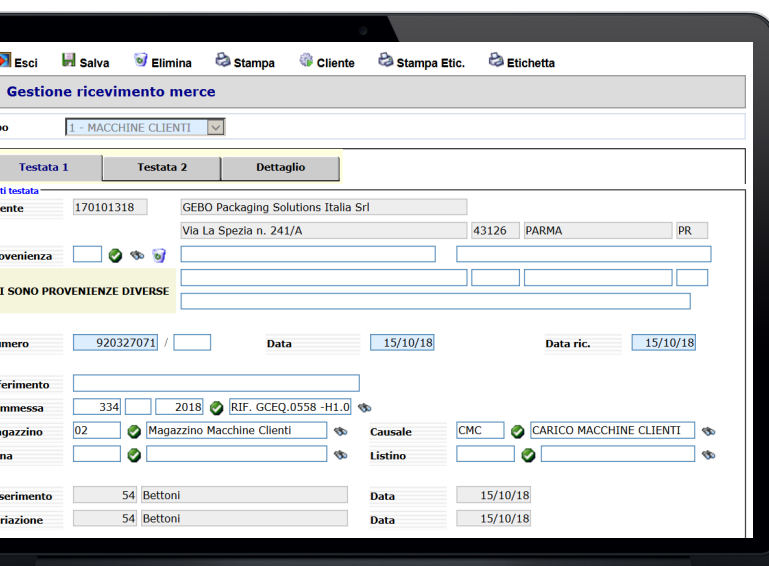 Esci Salva Elimina Stampa Cliente Stampa Etic. Etichetta
Gestione ricevimento merce
po 1 - MACCHINE CLIENTI
Testata 1 Testata 2 Dettaglio
ti testata
ente 170101318 GEBO Packaging Solutions Italia Srl
Via La Spezia n. 241/A 43126 PARMA PR
ovenienza
I SONO PROVENIENZE DIVERSE
umero 920327071 / Data 15/10/18 Data ric. 15/10/18
ferimento
mmessa 334 2018 RIF. GCEQ.0558 -H1.0
agazzino 02 Magazzino Macchine Clienti Causale CMC CARICO MACCHINE CLIENTI
na Listino
serimento 54 Bettoni Data 15/10/18
riazione 54 Bettoni Data 15/10/18